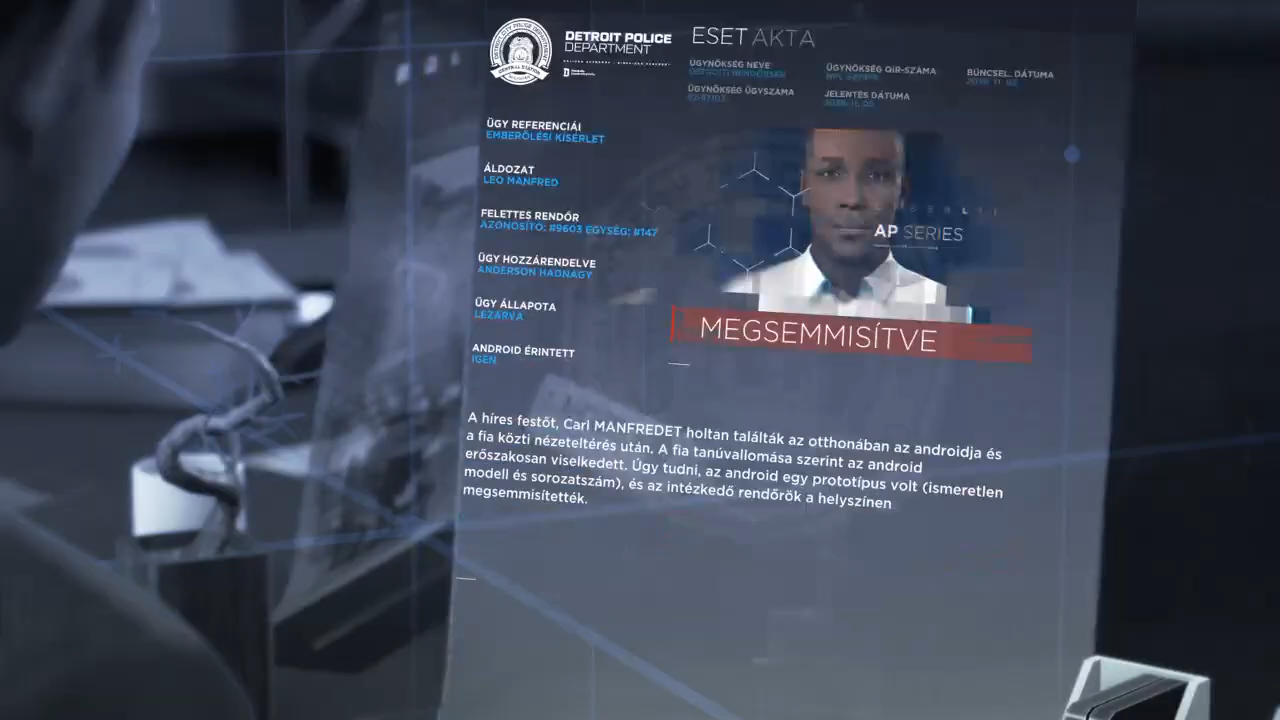 DETROIT POLICE
DEPARTMENT
ESET AKTA
ÜGYNÖKSÉG NEVE
ÜGYNÖKSÉG QIR-SZÁMA
BŰNCSEL. DÁTUMA
ÜGYNÖKSÉG ÜGYSZÁMA
JELENTÉS DÁTUMA
ÜGY REFERENCIÁI
EMBERÖLÉSI KÍSÉRLET
ÁLDOZAT
LEO MANFRED
FELETTES RENDŐR
AZONOSÍTÓ: #9603 EGYSÉG: #147
ÜGY HOZZÁRENDELVE
ANDERSON HADNAGY
ÜGY ÁLLAPOTA
LEZÁRVA
ANDROID ÉRINTETT
IGEN
AP SERIES
MEGSEMMISÍTVE
A híres festőt, Carl MANFREDET holtan találták az otthonában az androidja és
a fia közti nézeteltérés után. A fia tanúvallomása szerint az android
erőszakosan viselkedett. Úgy tudni, az android egy prototípus volt (ismeretlen
modell és sorozatszám), és az intézkedő rendőrök a helyszínen
megsemmisítették.